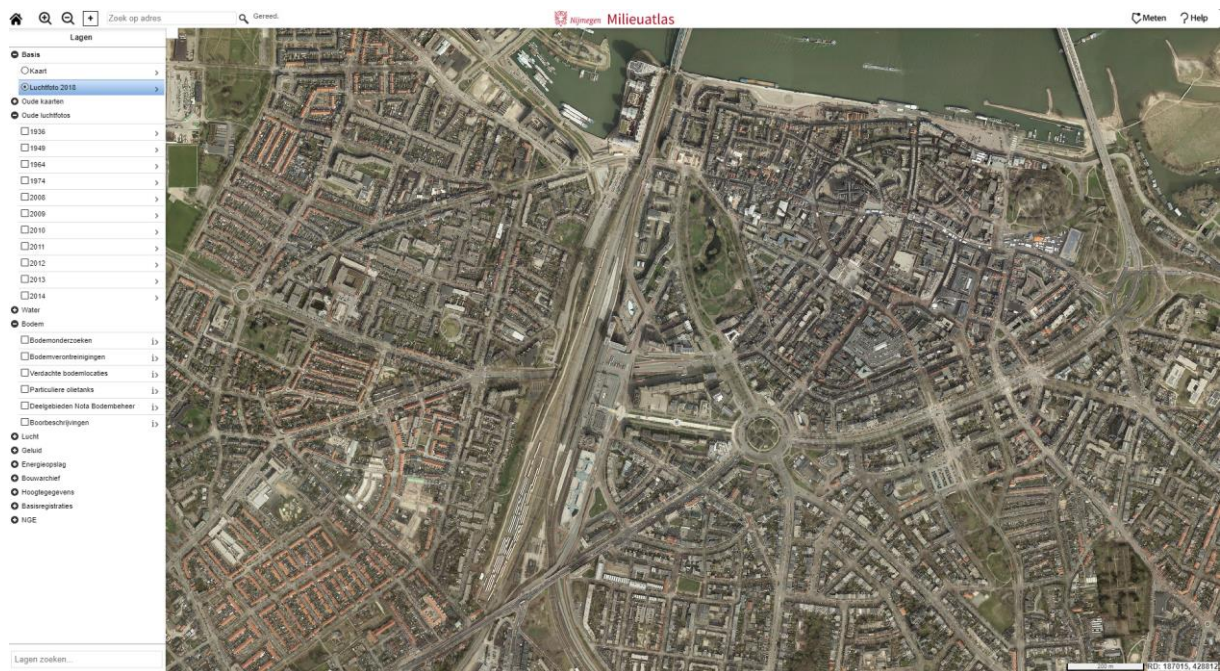 Zoek op adres
Gereed.
Nijmegen Milieuatlas
Meten
Help
Lagen
Basis
Kaart
Luchtfoto 2018
Oude kaarten
Oude luchtfotos
1936
1949
1964
1974
2008
2009
2010
2011
2012
2013
2014
Water
Bodem
Bodemonderzoeken
Bodemverontreinigingen
Verdachte bodemlocaties
Particuliere olietanks
Deelgebieden Nota Bodembeheer
Boorbeschrijvingen
Lucht
Geluid
Energieopslag
Bouwarchief
Hoogtegegevens
Basisregistraties
NGE
Lagen zoeken...
200 m
RD: 187015, 428812